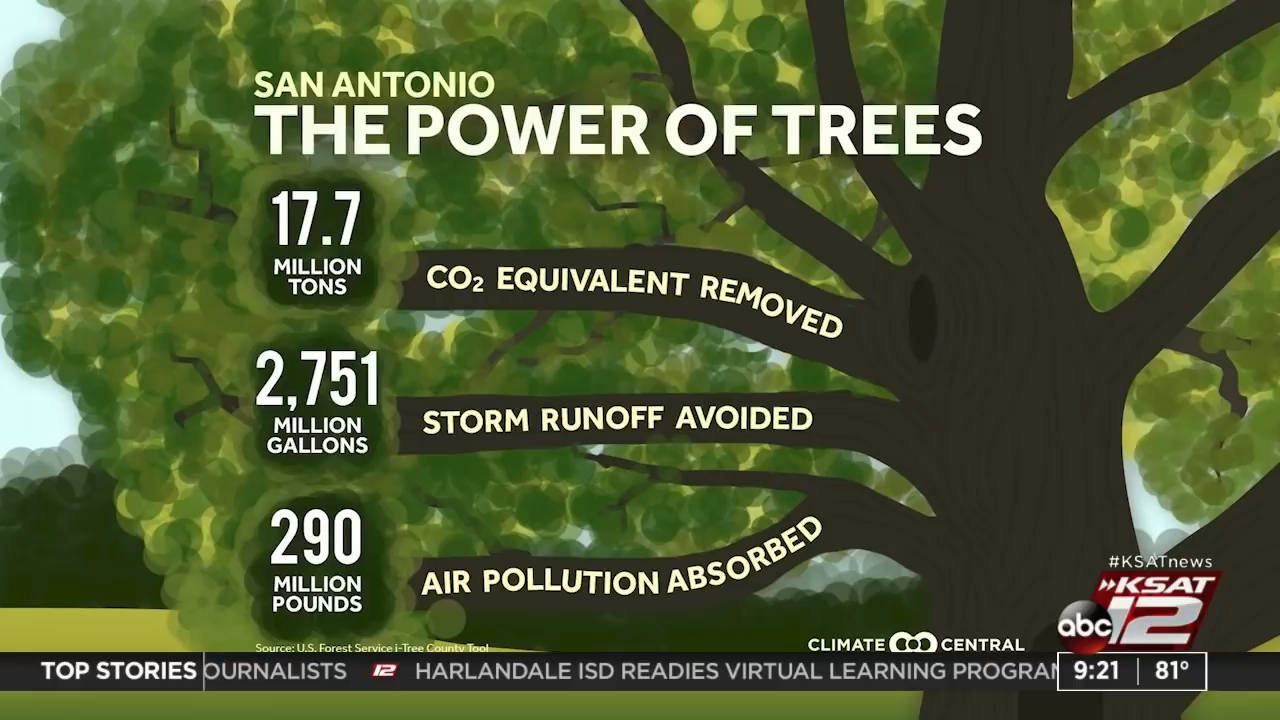 SAN ANTONIO
THE POWER OF TREES
17.7
MILLION
TONS
CO₂ EQUIVALENT REMOVED
2,751
MILLION
GALLONS
STORM RUNOFF AVOIDED
290
MILLION
POUNDS
AIR POLLUTION ABSORBED
#KSATnews
KSAT
abc 12
Source: U.S. Forest Service i-Tree County Tool
CLIMATE CENTRAL
TOP STORIES OURNALISTS 12 HARLANDALE ISD READIES VIRTUAL LEARNING PROGRAM 9:21 81°